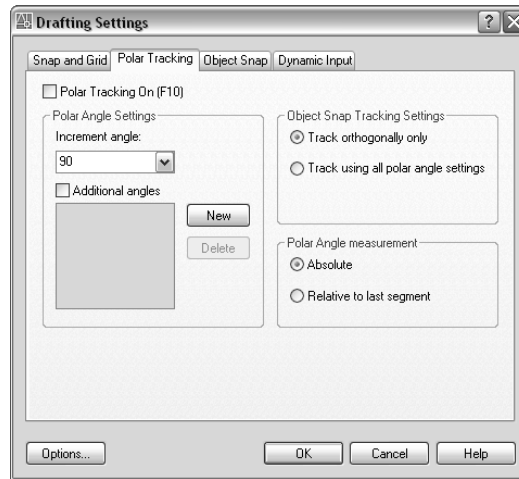 Drafting Settings
Snap and Grid Polar Tracking Object Snap Dynamic Input
Polar Tracking On (F10)
Polar Angle Settings
Increment angle:
90
Additional angles
New
Delete
Object Snap Tracking Settings
Track orthogonally only
Track using all polar angle settings
Polar Angle measurement
Absolute
Relative to last segment
Options... OK Cancel Help